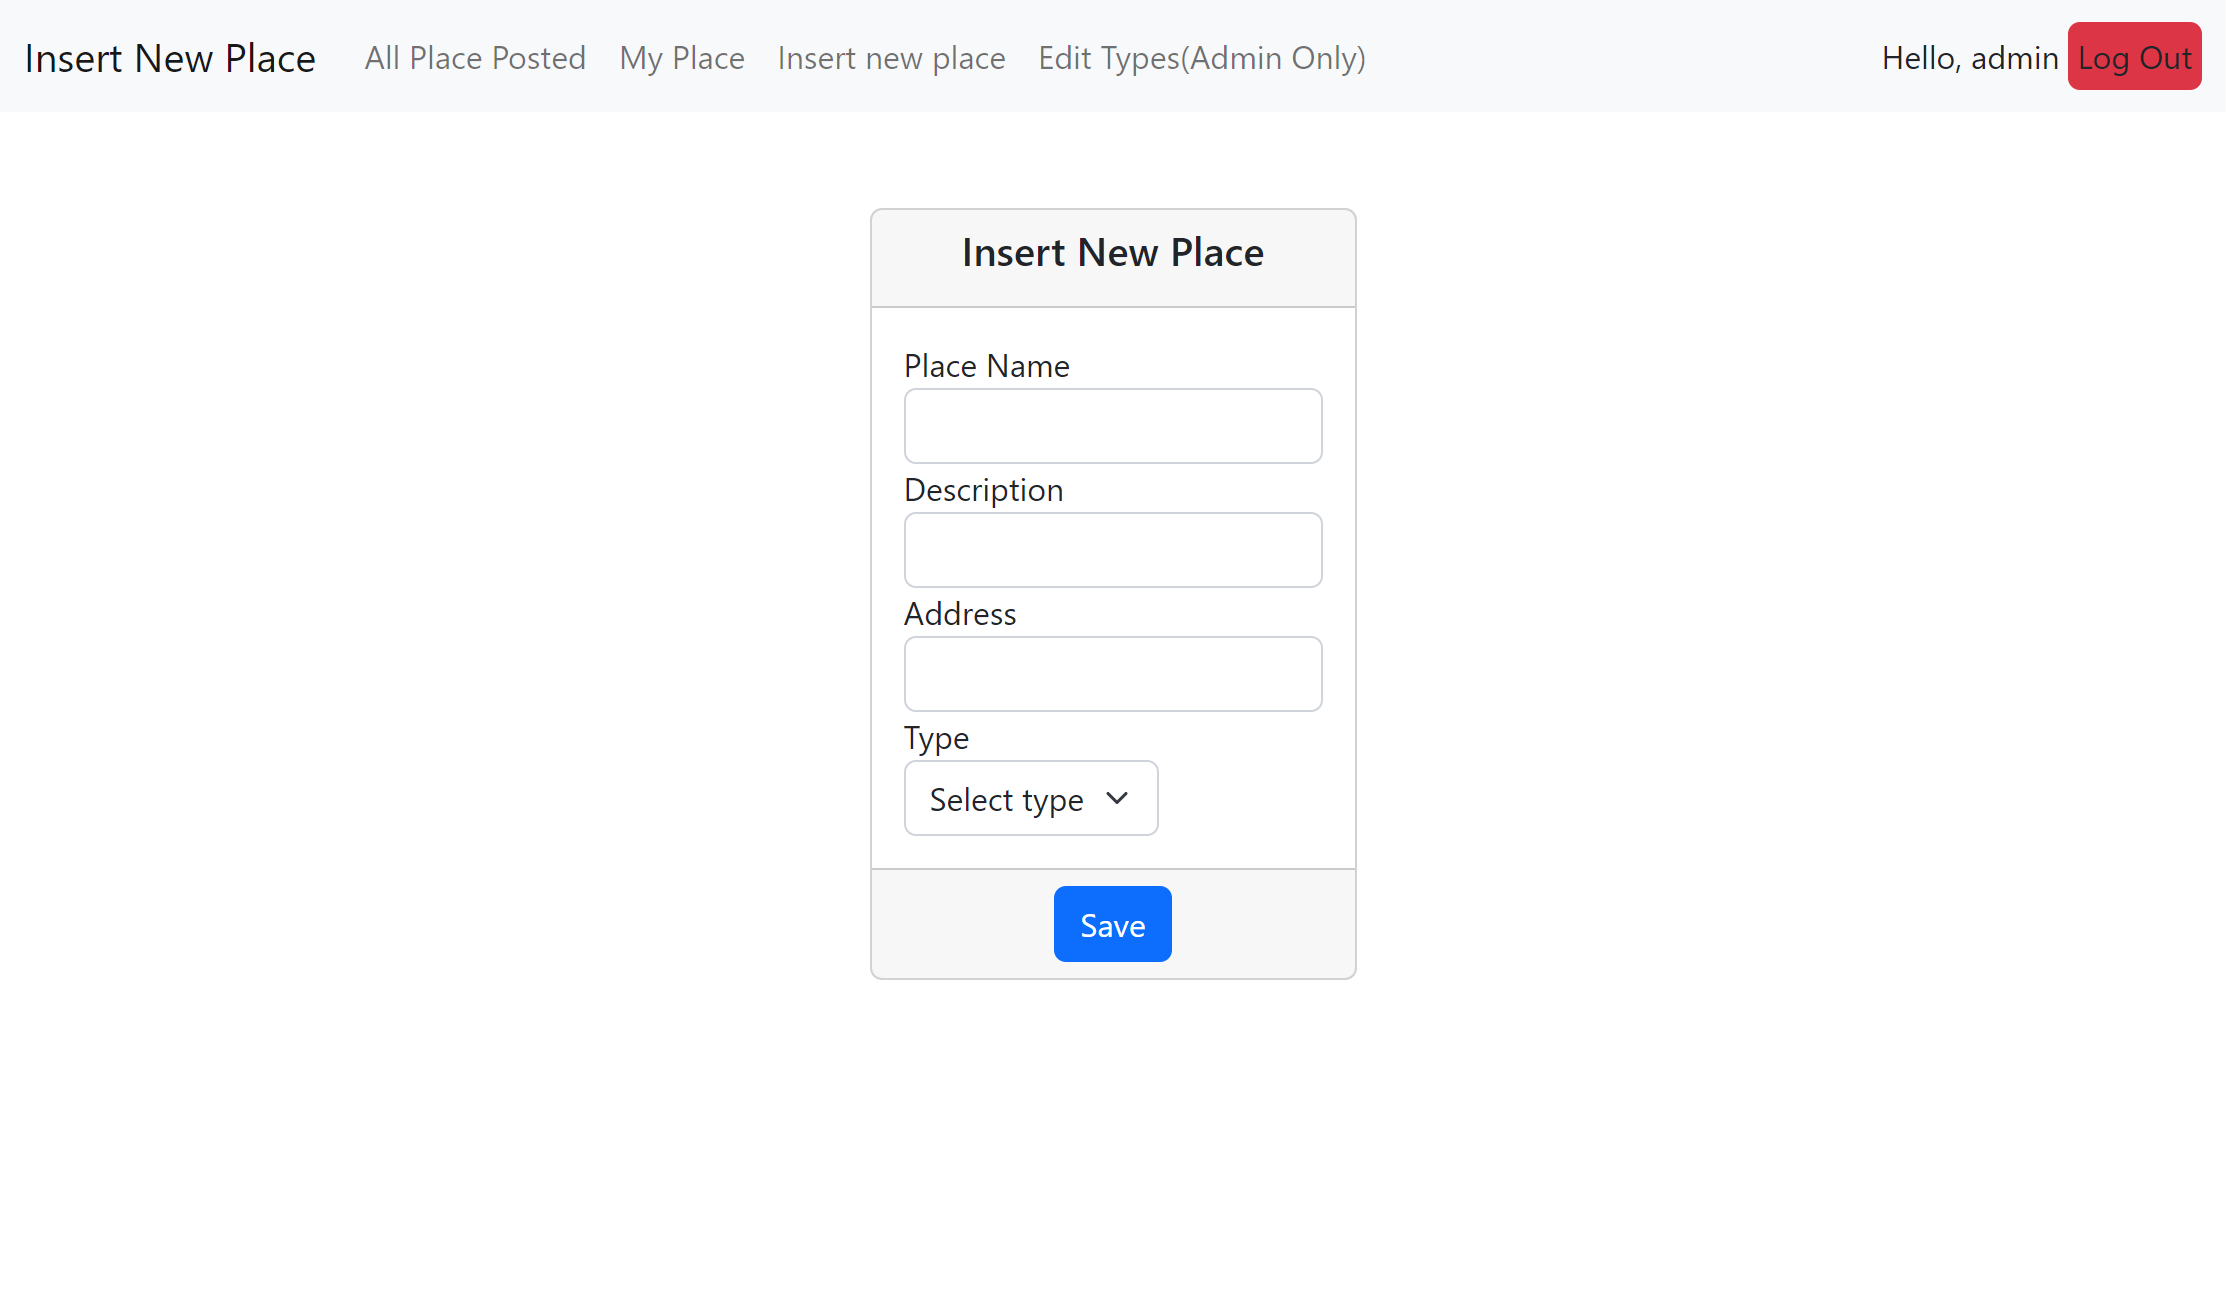 Insert New Place All Place Posted My Place Insert new place Edit Types(Admin Only) Hello, admin Log Out
Insert New Place
Place Name
Description
Address
Type
Select type
Save